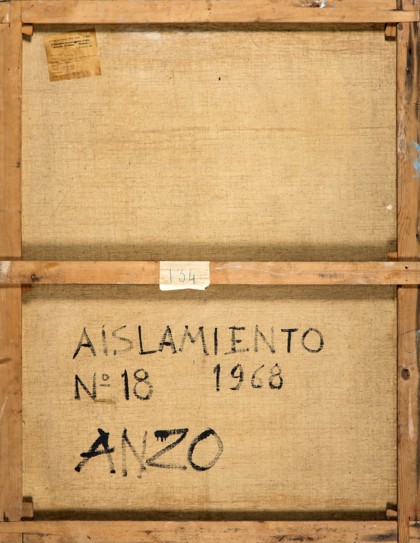 134
AISLAMIENTO
Nº 18 1968
ANZO